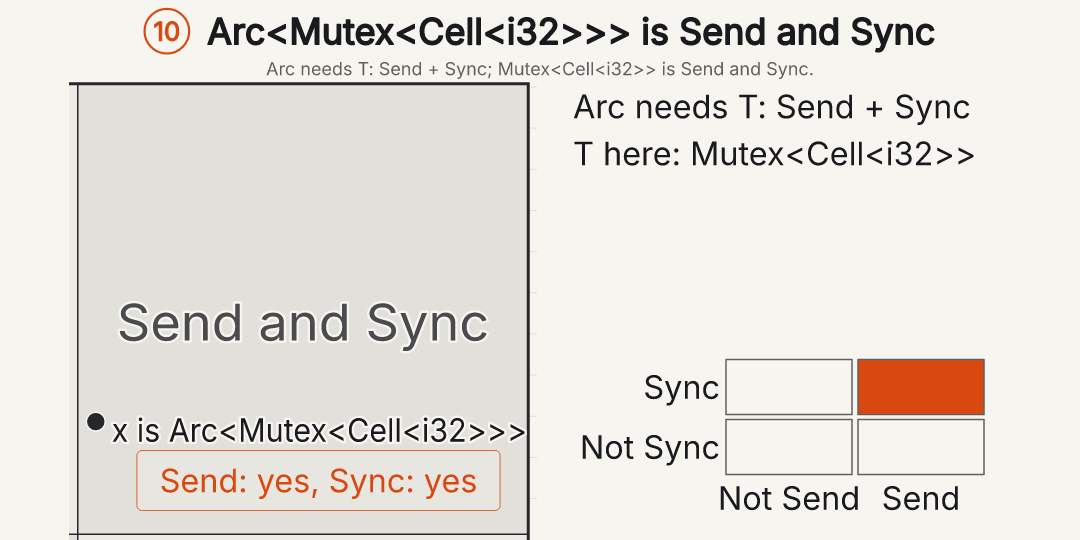 10 Arc<Mutex<Cell<i32>>> is Send and Sync
Arc needs T: Send + Sync; Mutex<Cell<i32>> is Send and Sync.
Arc needs T: Send + Sync
T here: Mutex<Cell<i32>>
Send and Sync
x is Arc<Mutex<Cell<i32>>>
Send: yes, Sync: yes
Sync
Not Sync
Not Send Send